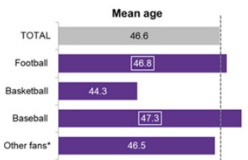 Mean age
TOTAL 46.6
Football 46.8
Basketball 44.3
Baseball 47.3
Other fans* 46.5